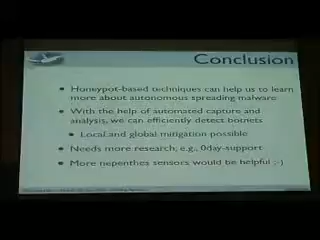 Conclusion
Honeypot-based techniques can help us to learn
more about autonomous spreading malware
With the help of automated capture and
analysis, we can efficiently detect botnets
Local and global mitigation possible
Needs more research, e.g., 0day-support
More nepenthes sensors would be helpful ;-)